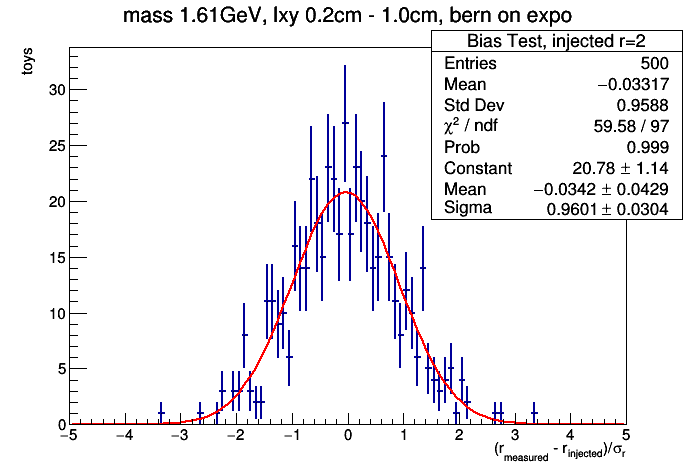 mass 1.61GeV, lxy 0.2cm - 1.0cm, bern on expo
Bias Test, injected r=2
Entries 500
Mean −0.03317
Std Dev 0.9588
χ² / ndf 59.58 / 97
Prob 0.999
Constant 20.78 ± 1.14
Mean −0.0342 ± 0.0429
Sigma 0.9601 ± 0.0304
toys
30
25
20
15
10
5
0
−5 −4 −3 −2 −1 0 1 2 3 4 5
(r_measured - r_injected)/σ_r